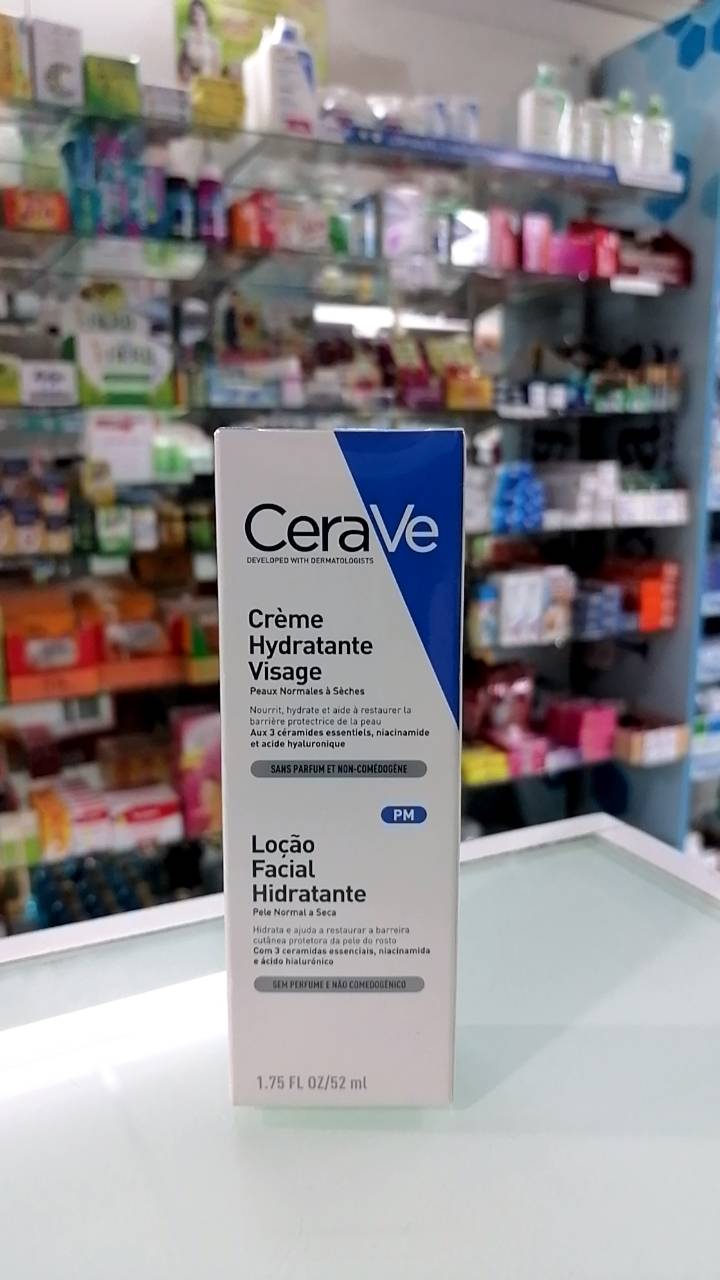 CeraVe
DEVELOPED WITH DERMATOLOGISTS
Crème
Hydratante
Visage
Peaux Normales à Sèches
Nourrit, hydrate et aide à restaurer la
barrière protectrice de la peau
Aux 3 céramides essentiels, niacinamide
et acide hyaluronique
SANS PARFUM ET NON-COMÉDOGÈNE
PM
Loção
Facial
Hidratante
Pele Normal a Seca
Hidrata e ajuda a restaurar a barreira
cutânea protetora da pele do rosto
Com 3 ceramidas essenciais, niacinamida
e ácido hialurónico
SEM PERFUME E NÃO COMEDOGÉNICO
1.75 FL OZ/52 ml